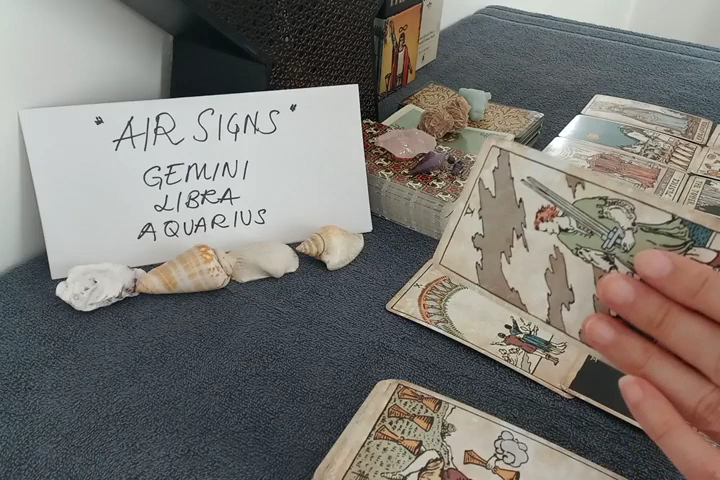 "AIR SIGNS"
GEMINI
LIBRA
AQUARIUS
V